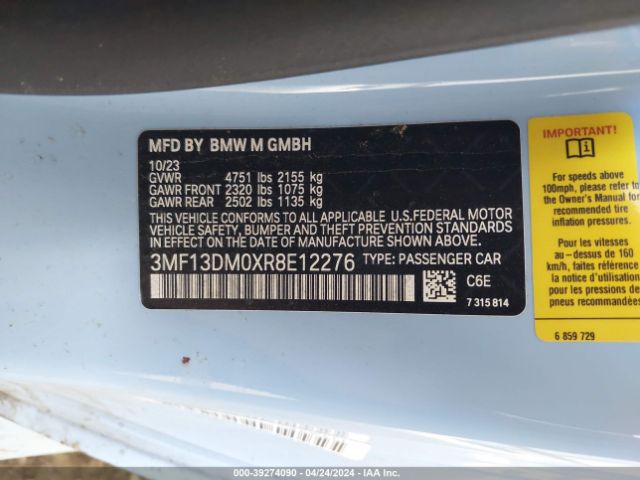 MFD BY BMW M GMBH
10/23
GVWR 4751 lbs 2155 kg
GAWR FRONT 2320 lbs 1075 kg
GAWR REAR 2502 lbs 1135 kg
THIS VEHICLE CONFORMS TO ALL APPLICABLE U.S.FEDERAL MOTOR
VEHICLE SAFETY, BUMPER, AND THEFT PREVENTION STANDARDS
IN EFFECT ON THE DATE OF MANUFACTURE SHOWN ABOVE.
3MF13DM0XR8E12276 TYPE: PASSENGER CAR
C6E
7 315 814
IMPORTANT!
For speeds above
100mph, please refer to
the Owner's Manual for
recommended tire
inflation pressures.
Pour les vitesses
au-dessus de 160
km/h, faites référence
à la notice d'utilisation
pour les pressions de
pneus recommandées
6 859 729
000-39274090 - 04/24/2024 - IAA Inc.